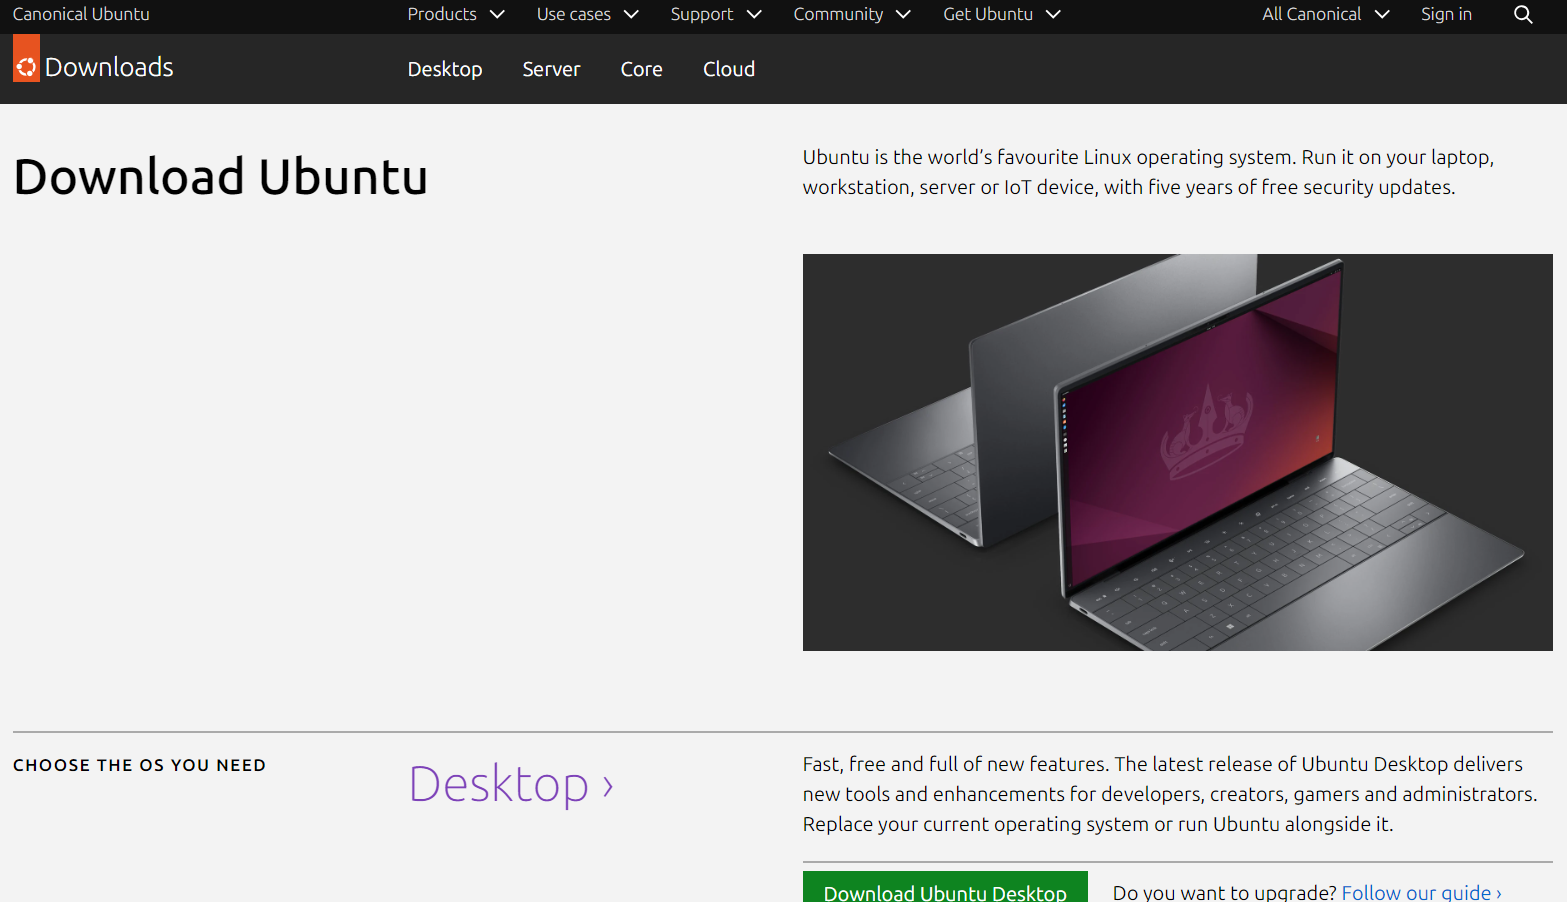 Canonical Ubuntu
Products
Use cases
Support
Community
Get Ubuntu
All Canonical
Sign in
Downloads
Desktop
Server
Core
Cloud
Download Ubuntu
Ubuntu is the world’s favourite Linux operating system. Run it on your laptop,
workstation, server or IoT device, with five years of free security updates.
CHOOSE THE OS YOU NEED
Desktop ›
Fast, free and full of new features. The latest release of Ubuntu Desktop delivers
new tools and enhancements for developers, creators, gamers and administrators.
Replace your current operating system or run Ubuntu alongside it.
Download Ubuntu Desktop
Do you want to upgrade? Follow our guide ›